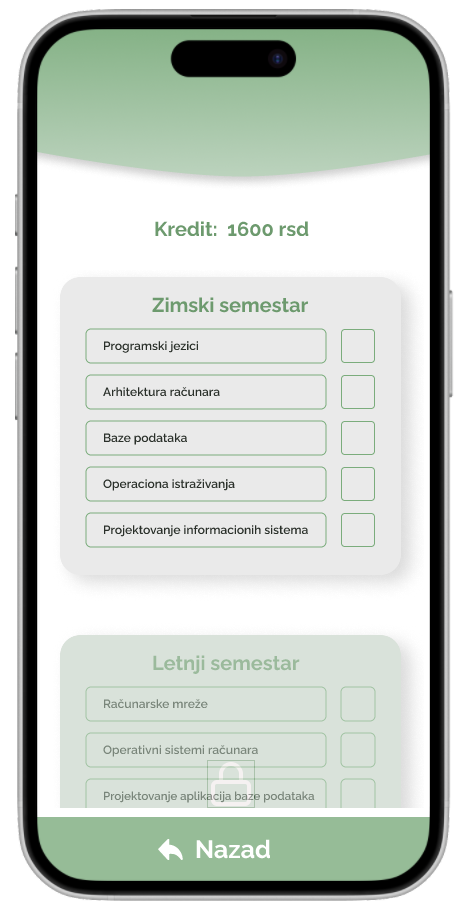 Kredit: 1600 rsd
Zimski semestar
Programski jezici
Arhitektura računara
Baze podataka
Operaciona istraživanja
Projektovanje informacionih sistema
Letnji semestar
Računarske mreže
Operativni sistemi računara
Projektovanje aplikacija baze podataka
Nazad